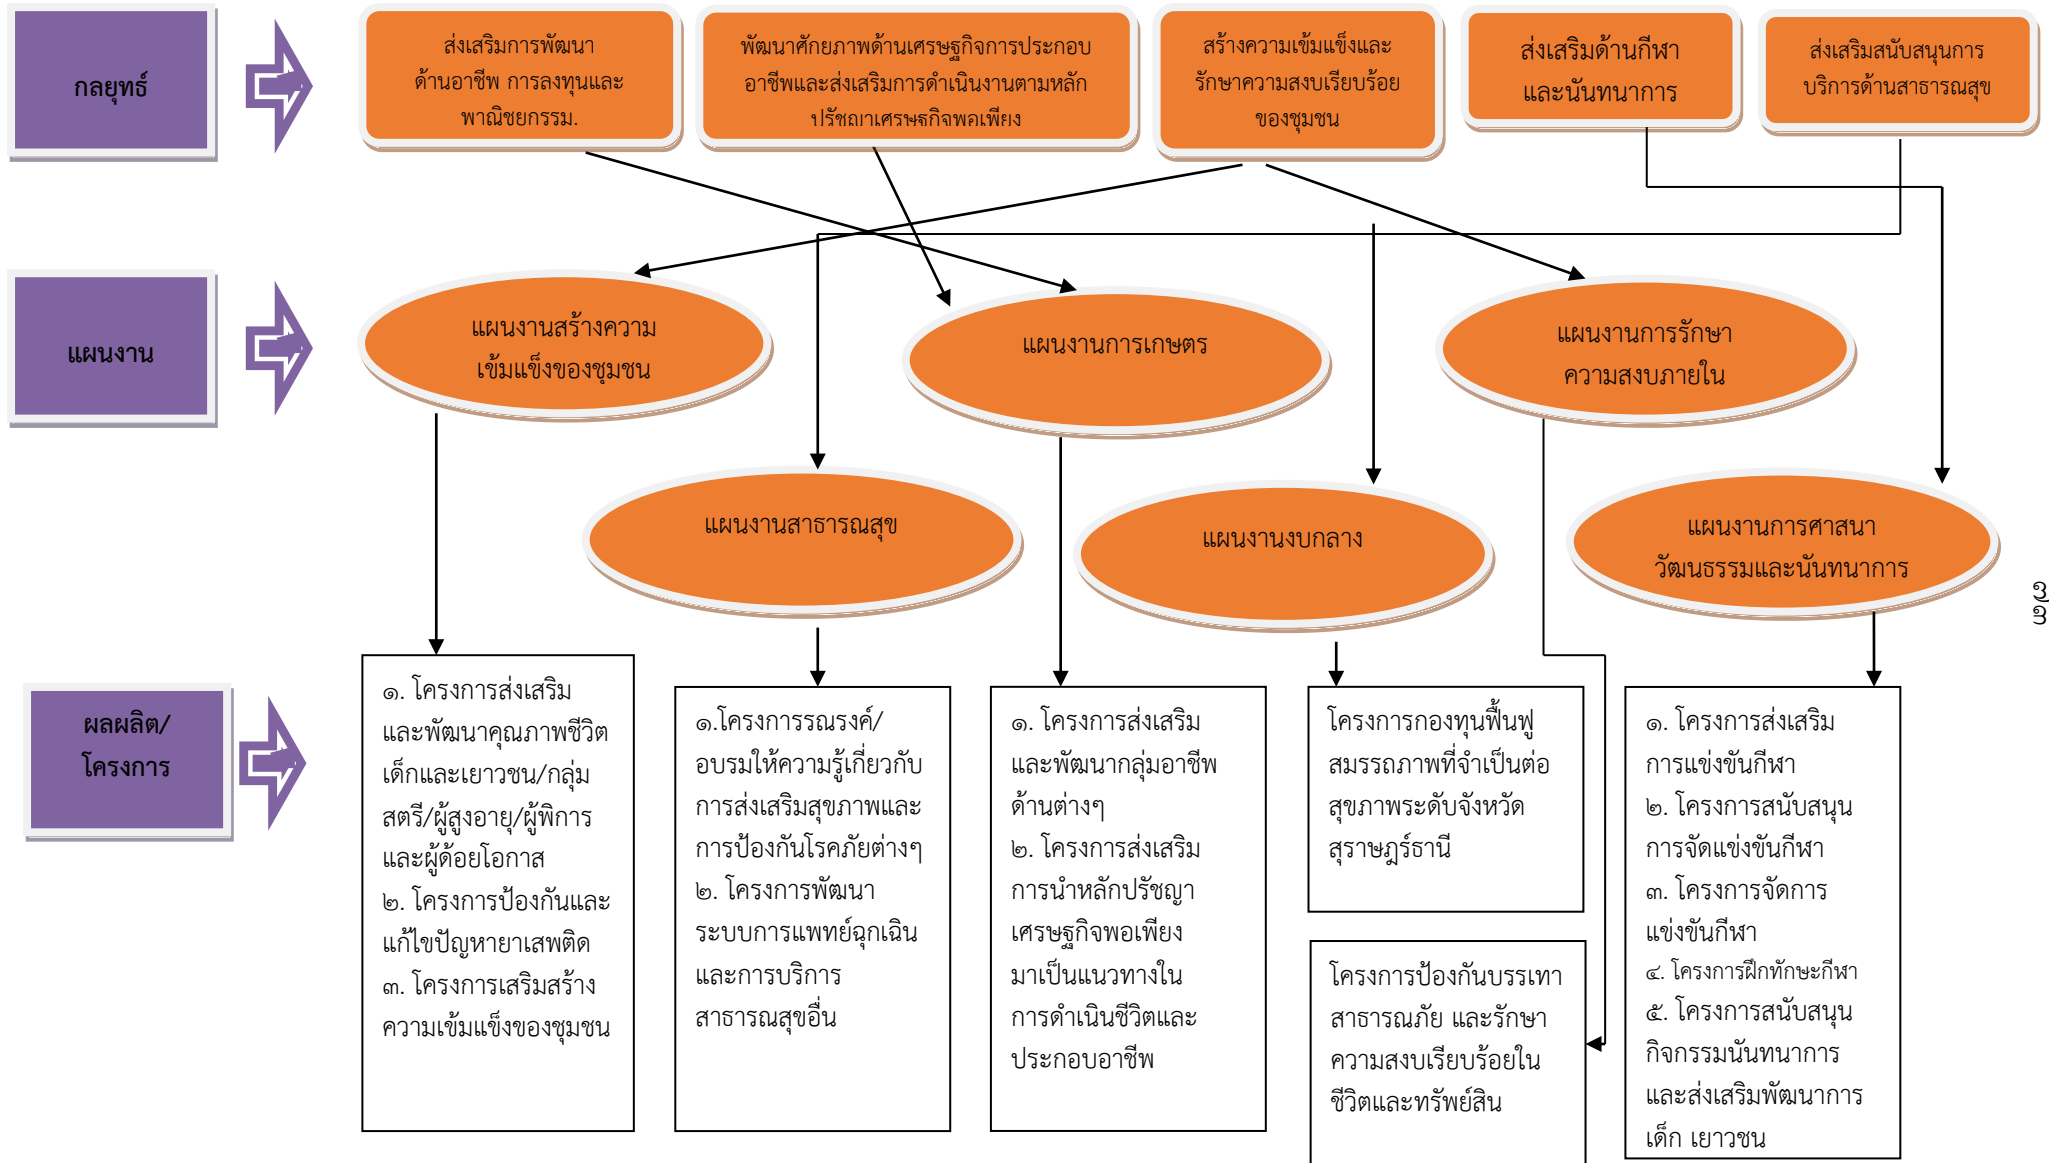 กลยุทธ์
ส่งเสริมการพัฒนา
ด้านอาชีพ การลงทุนและ
พาณิชยกรรม.
พัฒนาศักยภาพด้านเศรษฐกิจการประกอบ
อาชีพและส่งเสริมการดำเนินงานตามหลัก
ปรัชญาเศรษฐกิจพอเพียง
สร้างความเข้มแข็งและ
รักษาความสงบเรียบร้อย
ของชุมชน
ส่งเสริมด้านกีฬา
และนันทนาการ
ส่งเสริมสนับสนุนการ
บริการด้านสาธารณสุข
แผนงาน
แผนงานสร้างความ
เข้มแข็งของชุมชน
แผนงานการเกษตร
แผนงานการรักษา
ความสงบภายใน
แผนงานสาธารณสุข
แผนงานงบกลาง
แผนงานการศาสนา
วัฒนธรรมและนันทนาการ
๗๓
ผลผลิต/
โครงการ
๑. โครงการส่งเสริม
และพัฒนาคุณภาพชีวิต
เด็กและเยาวชน/กลุ่ม
สตรี/ผู้สูงอายุ/ผู้พิการ
และผู้ด้อยโอกาส
๒. โครงการป้องกันและ
แก้ไขปัญหายาเสพติด
๓. โครงการเสริมสร้าง
ความเข้มแข็งของชุมชน
๑.โครงการรณรงค์/
อบรมให้ความรู้เกี่ยวกับ
การส่งเสริมสุขภาพและ
การป้องกันโรคภัยต่างๆ
๒. โครงการพัฒนา
ระบบการแพทย์ฉุกเฉิน
และการบริการ
สาธารณสุขอื่น
๑. โครงการส่งเสริม
และพัฒนากลุ่มอาชีพ
ด้านต่างๆ
๒. โครงการส่งเสริม
การนำหลักปรัชญา
เศรษฐกิจพอเพียง
มาเป็นแนวทางใน
การดำเนินชีวิตและ
ประกอบอาชีพ
โครงการกองทุนฟื้นฟู
สมรรถภาพที่จำเป็นต่อ
สุขภาพระดับจังหวัด
สุราษฎร์ธานี
โครงการป้องกันบรรเทา
สาธารณภัย และรักษา
ความสงบเรียบร้อยใน
ชีวิตและทรัพย์สิน
๑. โครงการส่งเสริม
การแข่งขันกีฬา
๒. โครงการสนับสนุน
การจัดแข่งขันกีฬา
๓. โครงการจัดการ
แข่งขันกีฬา
๔. โครงการฝึกทักษะกีฬา
๕. โครงการสนับสนุน
กิจกรรมนันทนาการ
และส่งเสริมพัฒนาการ
เด็ก เยาวชน